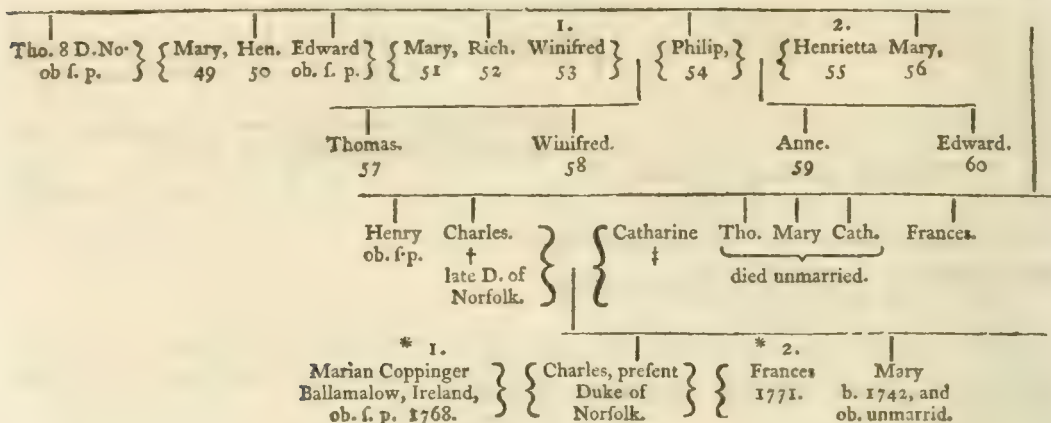 1. 2.
Tho. 8 D. No. } { Mary, Hen. Edward } { Mary, Rich. Winifred } { Philip, } { Henrietta Mary,
ob ſ. p. 49 50 ob. ſ. p. 51 52 53 54 55 56
Thomas. Winifred. Anne. Edward.
57 58 59 60
Henry Charles. Catharine Tho. Mary Cath. Frances.
ob. ſ. p. † ‡
late D. of died unmarried.
Norfolk.
* 1. * 2.
Marian Coppinger } { Charles, preſent } { Frances Mary
Ballamalow, Ireland, Duke of 1771. b. 1742, and
ob. ſ. p. 1768. Norfolk. ob. unmarrid.